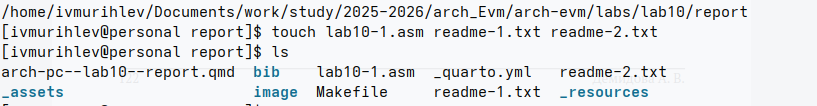 /home/ivmurihlev/Documents/work/study/2025-2026/arch_Evm/arch-evm/labs/lab10/report
[ivmurihlev@personal report]$ touch lab10-1.asm readme-1.txt readme-2.txt
[ivmurihlev@personal report]$ ls
arch-pc--lab10--report.qmd  bib    lab10-1.asm  _quarto.yml   readme-2.txt
_assets                     image  Makefile     readme-1.txt  _resources